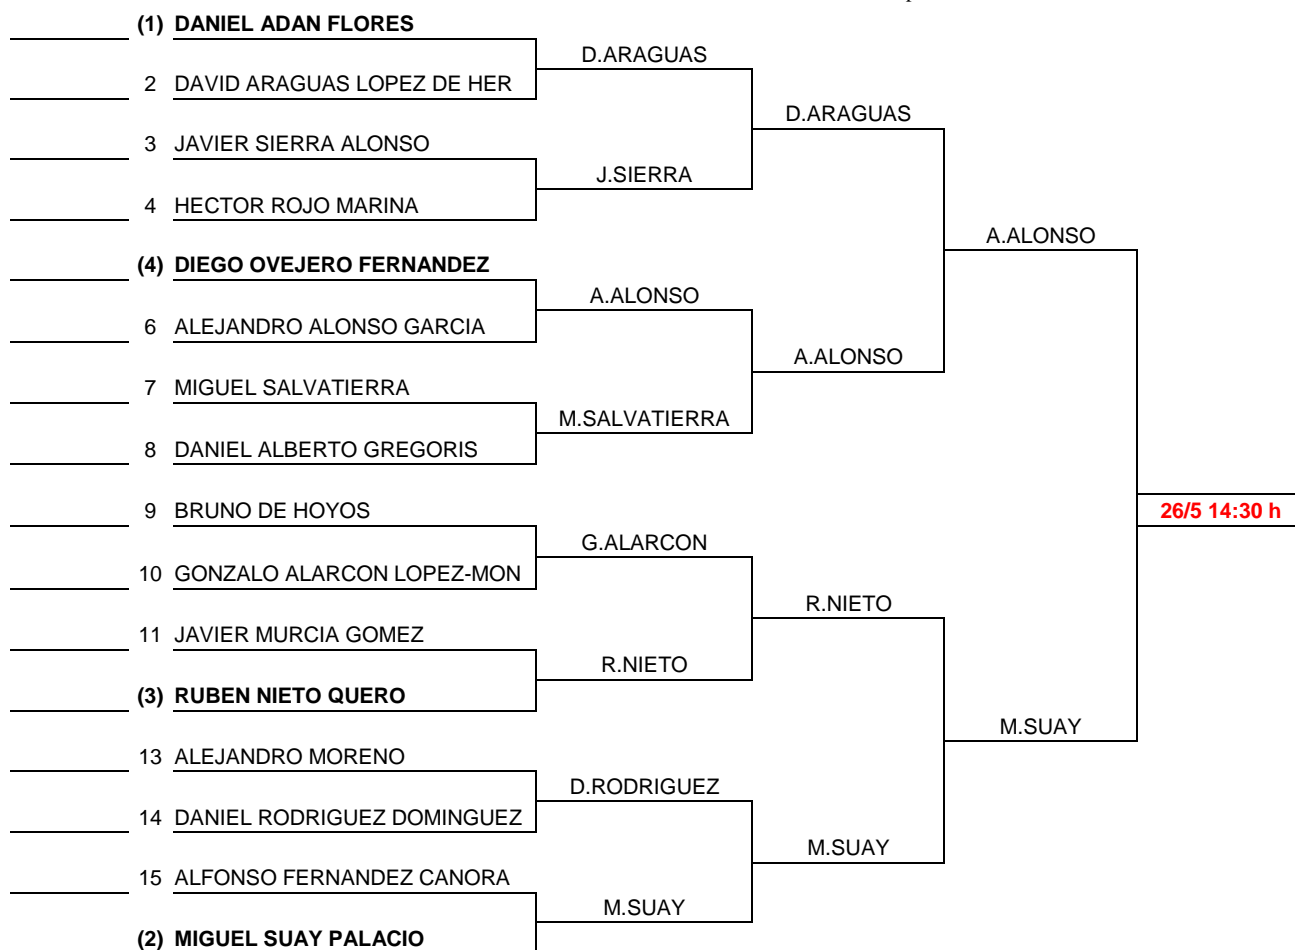 (1) DANIEL ADAN FLORES
D.ARAGUAS
2 DAVID ARAGUAS LOPEZ DE HER
D.ARAGUAS
3 JAVIER SIERRA ALONSO
J.SIERRA
4 HECTOR ROJO MARINA
A.ALONSO
(4) DIEGO OVEJERO FERNANDEZ
A.ALONSO
6 ALEJANDRO ALONSO GARCIA
A.ALONSO
7 MIGUEL SALVATIERRA
M.SALVATIERRA
8 DANIEL ALBERTO GREGORIS
9 BRUNO DE HOYOS
26/5 14:30 h
G.ALARCON
10 GONZALO ALARCON LOPEZ-MON
R.NIETO
11 JAVIER MURCIA GOMEZ
R.NIETO
(3) RUBEN NIETO QUERO
M.SUAY
13 ALEJANDRO MORENO
D.RODRIGUEZ
14 DANIEL RODRIGUEZ DOMINGUEZ
M.SUAY
15 ALFONSO FERNANDEZ CANORA
M.SUAY
(2) MIGUEL SUAY PALACIO